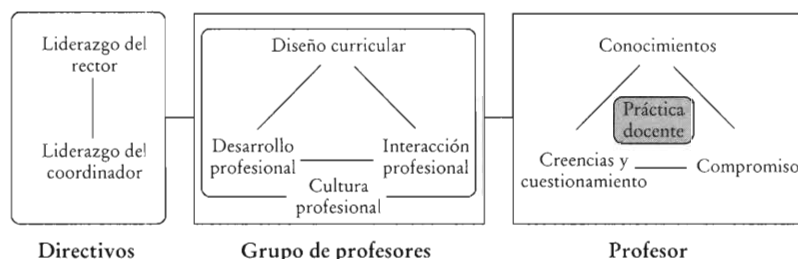 Liderazgo del
rector
Liderazgo del
coordinador
Directivos
Diseño curricular
Desarrollo
profesional
Interacción
profesional
Cultura
profesional
Grupo de profesores
Conocimientos
Práctica
docente
Creencias y
cuestionamiento
Compromiso
Profesor